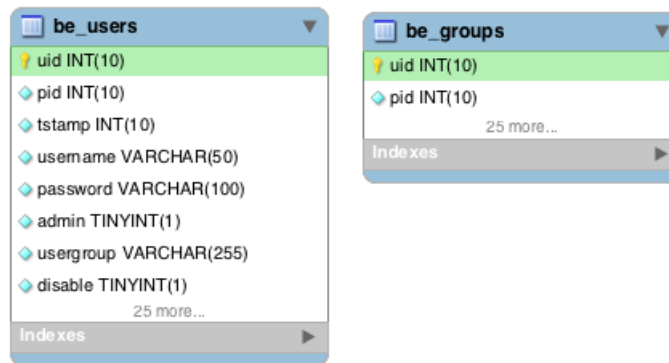 be_users
uid INT(10)
pid INT(10)
tstamp INT(10)
username VARCHAR(50)
password VARCHAR(100)
admin TINYINT(1)
usergroup VARCHAR(255)
disable TINYINT(1)
25 more...
Indexes
be_groups
uid INT(10)
pid INT(10)
25 more...
Indexes